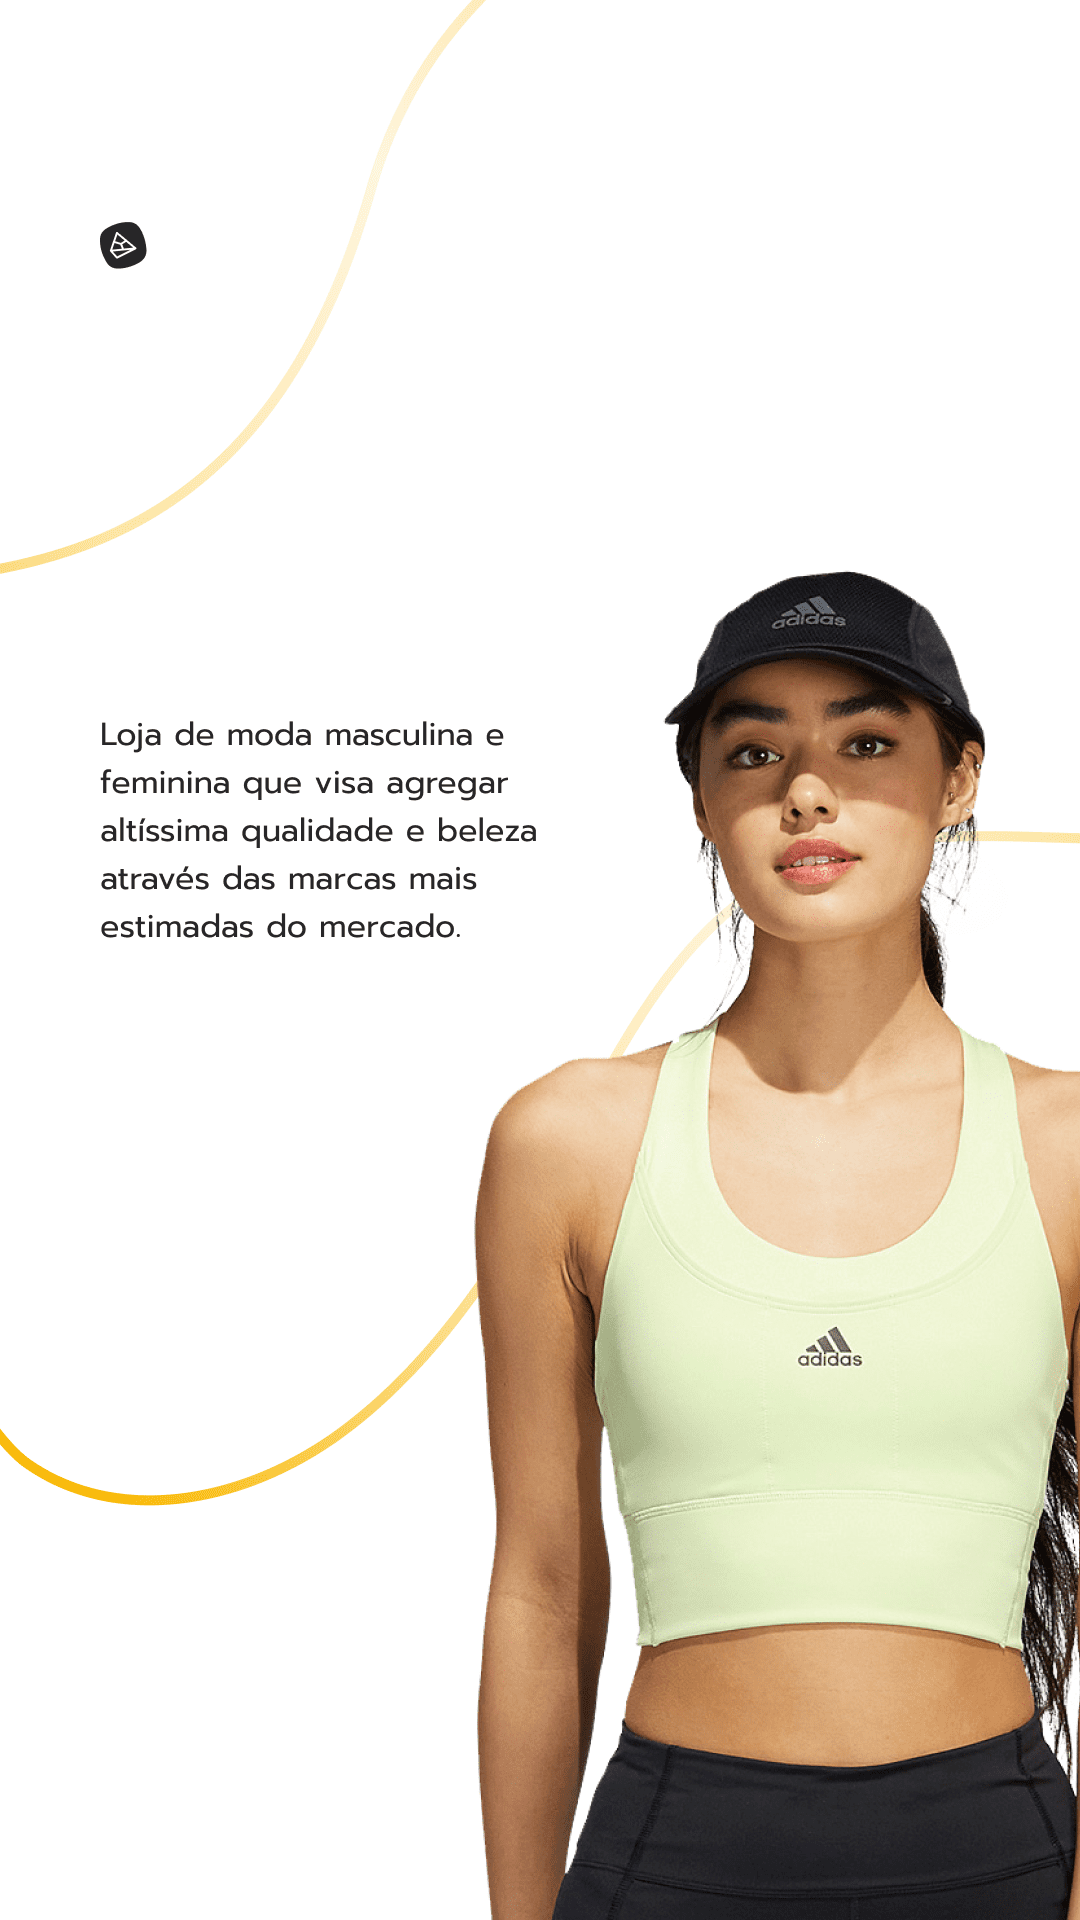 adidas
Loja de moda masculina e
feminina que visa agregar
altíssima qualidade e beleza
através das marcas mais
estimadas do mercado.
adidas